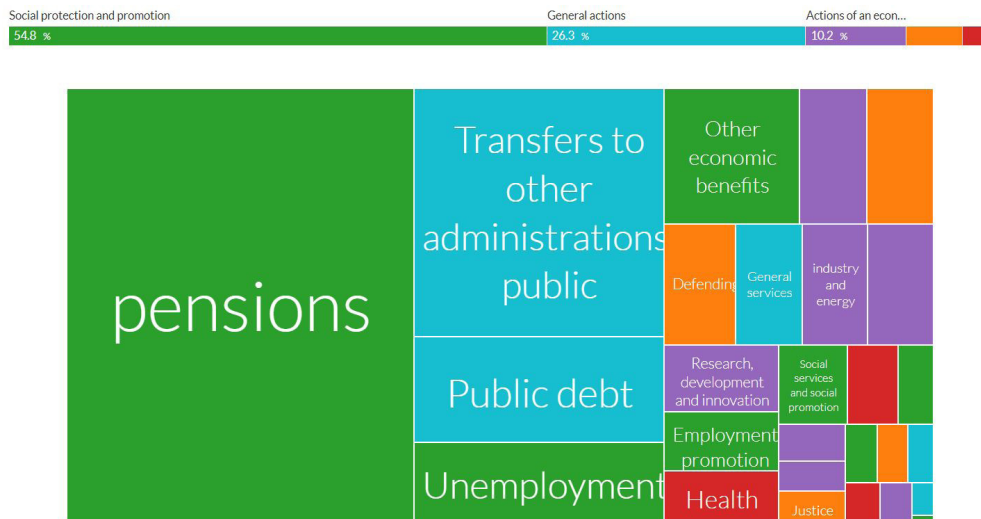 Social protection and promotion
General actions
Actions of an econ...
54.8 %
26.3 %
10.2 %
pensions
Transfers to
other
administrations
public
Public debt
Unemployment
Other
economic
benefits
Defending
General
services
industry
and
energy
Research,
development
and innovation
Social
services
and social
promotion
Employment
promotion
Health
Justice